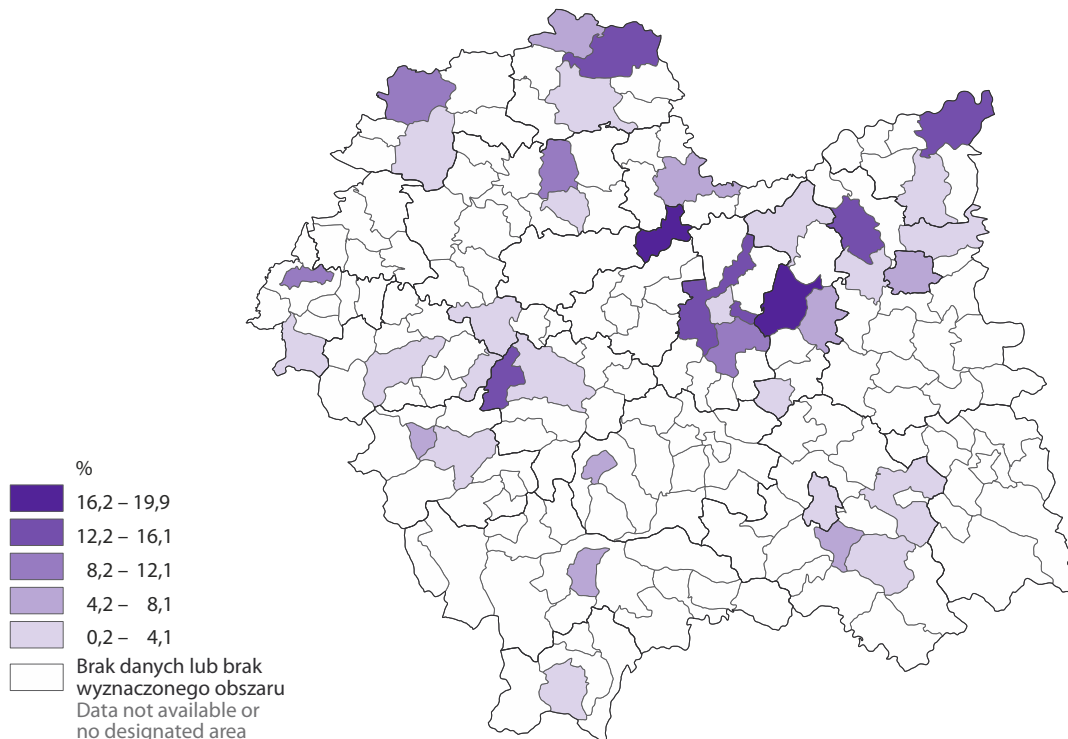 %
16,2 – 19,9
12,2 – 16,1
8,2 – 12,1
4,2 – 8,1
0,2 – 4,1
Brak danych lub brak
wyznaczonego obszaru
Data not available or
no designated area